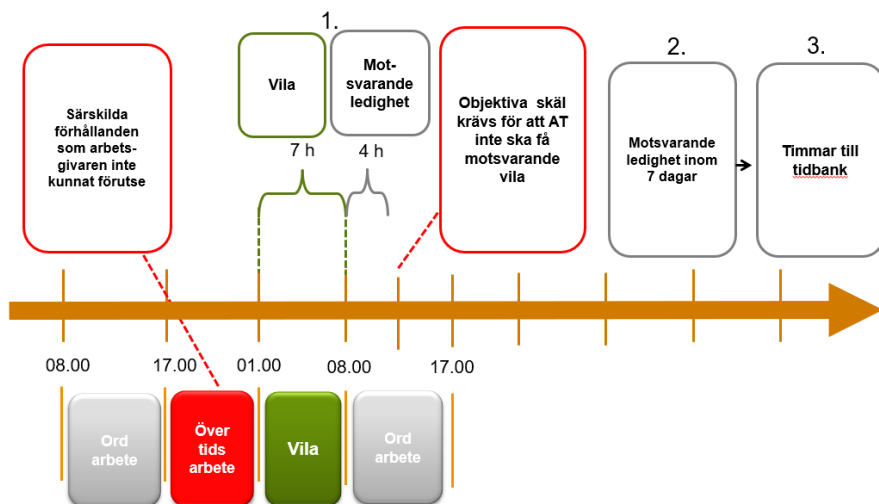 1.
2.
3.
Särskilda
förhållanden
som arbets-
givaren inte
kunnat förutse
Vila
Mot-
svarande
ledighet
7 h
4 h
Objektiva skäl
krävs för att AT
inte ska få
motsvarande
vila
Motsvarande
ledighet inom
7 dagar
Timmar till
tidbank
08.00
17.00
01.00
08.00
17.00
Ord
arbete
Över
tids
arbete
Vila
Ord
arbete